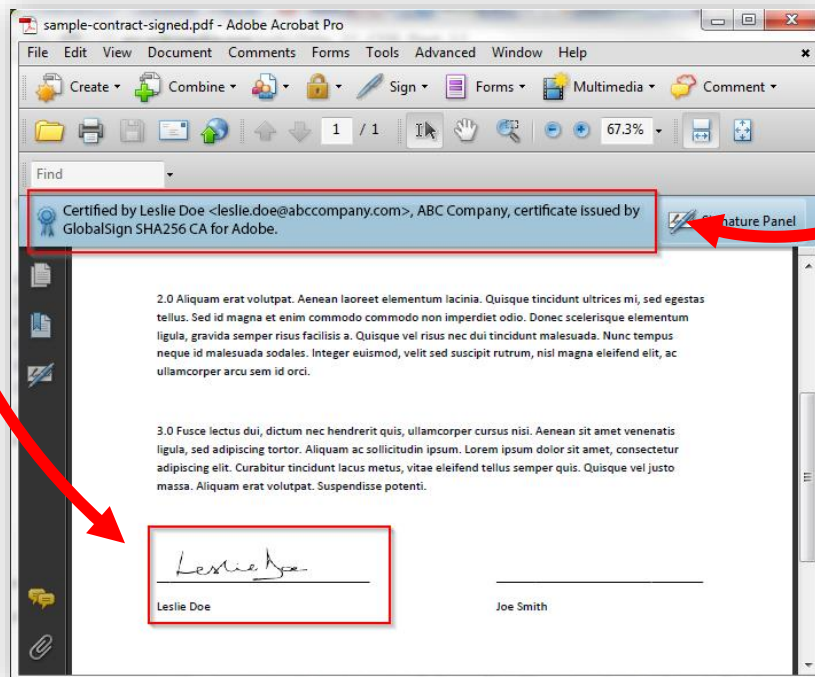 sample-contract-signed.pdf - Adobe Acrobat Pro
File Edit View Document Comments Forms Tools Advanced Window Help
Create Combine Sign Forms Multimedia Comment
1 / 1 67.3%
Find
Certified by Leslie Doe <leslie.doe@abccompany.com>, ABC Company, certificate issued by
GlobalSign SHA256 CA for Adobe.
Signature Panel
2.0 Aliquam erat volutpat. Aenean laoreet elementum lacinia. Quisque tincidunt ultrices mi, sed egestas
tellus. Sed id magna et enim commodo commodo non imperdiet odio. Donec scelerisque elementum
ligula, gravida semper risus facilisis a. Quisque vel risus nec dui tincidunt malesuada. Nunc tempus
neque id malesuada sodales. Integer euismod, velit sed suscipit rutrum, nisl magna eleifend elit, ac
ullamcorper arcu sem id orci.
3.0 Fusce lectus dui, dictum nec hendrerit quis, ullamcorper cursus nisi. Aenean sit amet venenatis
ligula, sed adipiscing tortor. Aliquam ac sollicitudin ipsum. Lorem ipsum dolor sit amet, consectetur
adipiscing elit. Curabitur tincidunt lacus metus, vitae eleifend tellus semper quis. Quisque vel justo
massa. Aliquam erat volutpat. Suspendisse potenti.
Leslie Doe
Leslie Doe Joe Smith